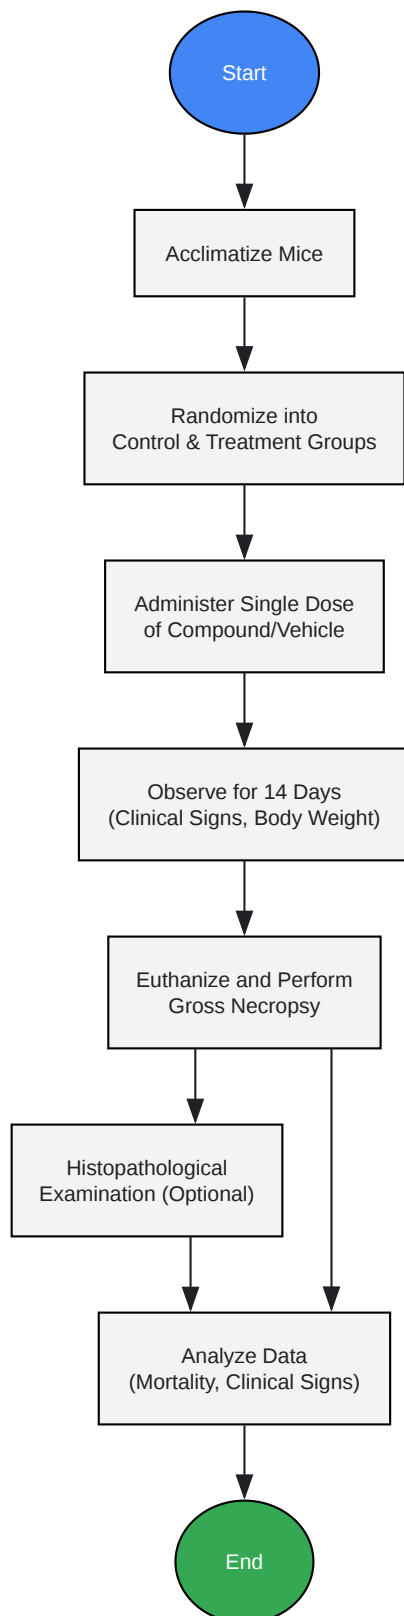 Start
Acclimatize Mice
Randomize into
Control & Treatment Groups
Administer Single Dose
of Compound/Vehicle
Observe for 14 Days
(Clinical Signs, Body Weight)
Euthanize and Perform
Gross Necropsy
Histopathological
Examination (Optional)
Analyze Data
(Mortality, Clinical Signs)
End